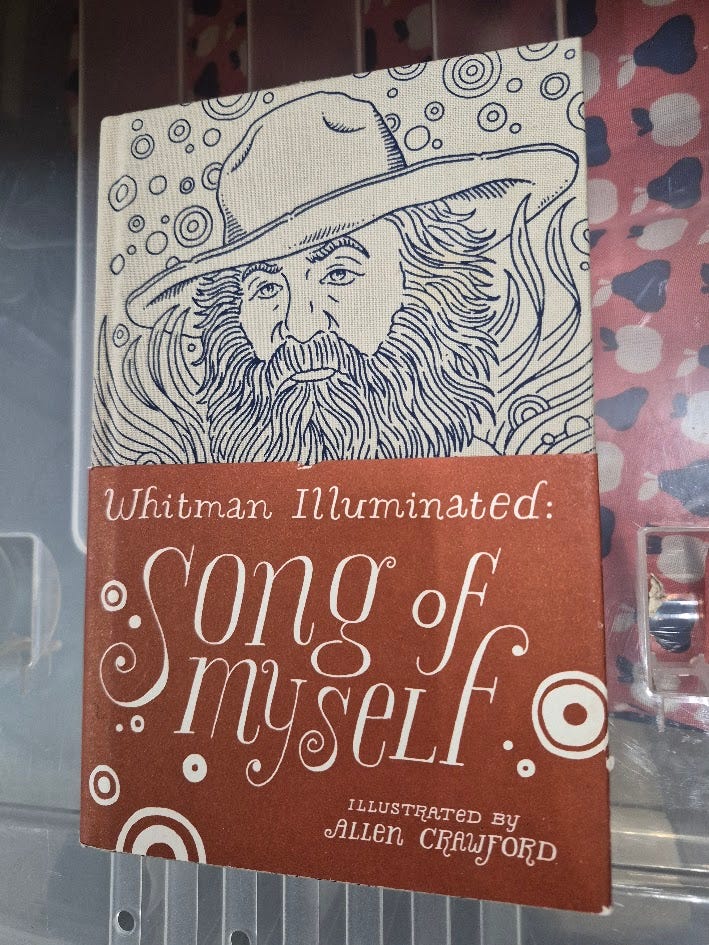 Whitman Illuminated:
Song of
myself
ILLUSTRATED BY
ALLEN CRAWFORD